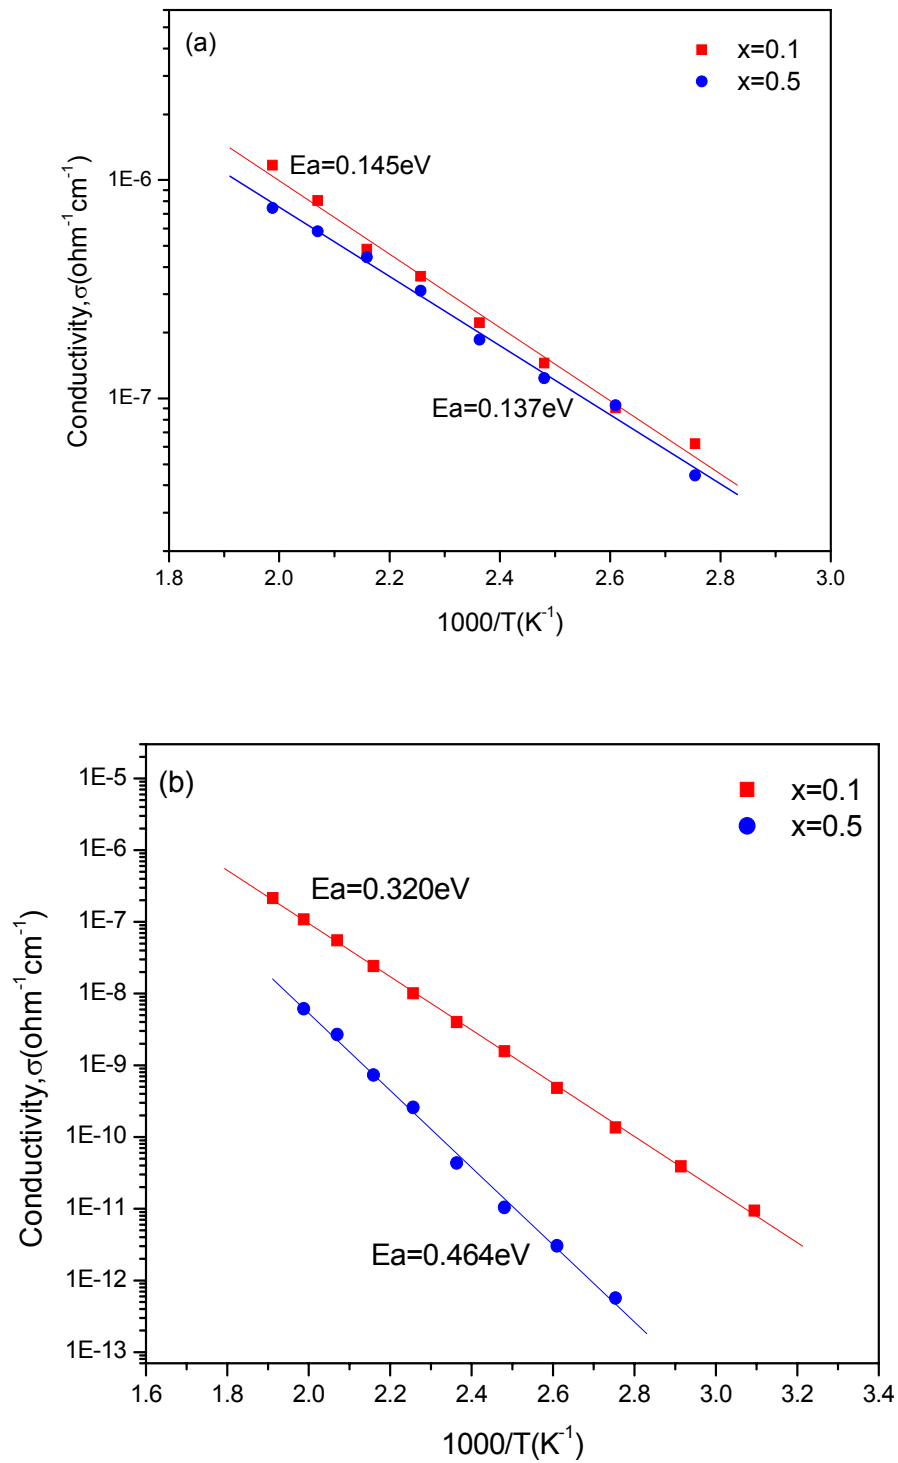 (a)
x=0.1
x=0.5
Ea=0.145eV
1E-6
Ea=0.137eV
1E-7
Conductivity,σ(ohm⁻¹cm⁻¹)
1.8 2.0 2.2 2.4 2.6 2.8 3.0
1000/T(K⁻¹)
(b)
x=0.1
x=0.5
1E-5
1E-6
Ea=0.320eV
1E-7
1E-8
1E-9
1E-10
1E-11
Ea=0.464eV
1E-12
1E-13
Conductivity,σ(ohm⁻¹cm⁻¹)
1.6 1.8 2.0 2.2 2.4 2.6 2.8 3.0 3.2 3.4
1000/T(K⁻¹)